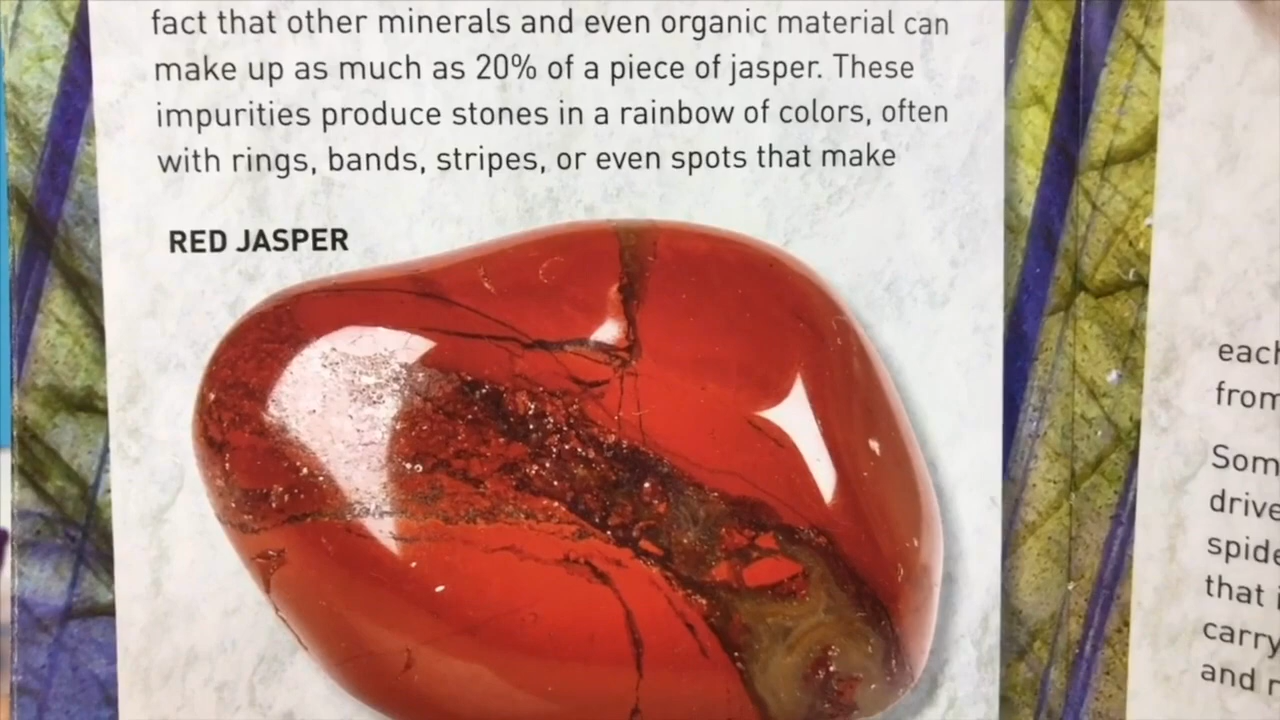 fact that other minerals and even organic material can
make up as much as 20% of a piece of jasper. These
impurities produce stones in a rainbow of colors, often
with rings, bands, stripes, or even spots that make
RED JASPER
each
from
Som
drive
spide
that i
carry
and r